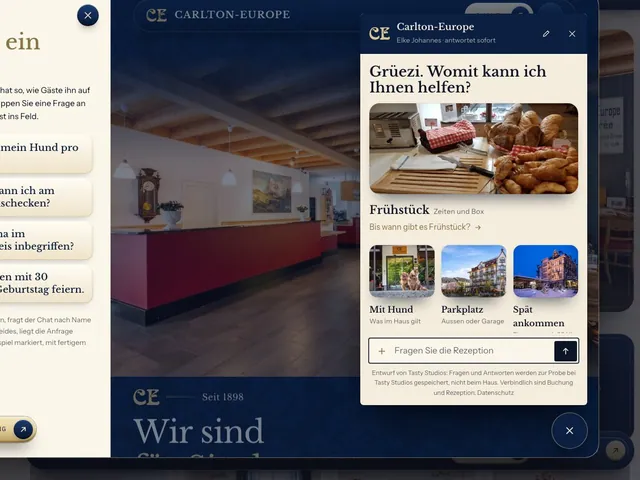 ein
hat so, wie Gäste ihn auf
ppen Sie eine Frage an
st ins Feld.
mein Hund pro
ann ich am
schecken?
na im
eis inbegriffen?
en mit 30
Geburtstag feiern.
n, fragt der Chat nach Name
eides, liegt die Anfrage
spiel markiert, mit fertigem
CE CARLTON-EUROPE
CE Seit 1898
Wir sind
CE Carlton-Europe
Elke Johannes · antwortet sofort
Grüezi. Womit kann ich
Ihnen helfen?
Frühstück Zeiten und Box
Bis wann gibt es Frühstück? →
Mit Hund
Was im Haus gilt
Parkplatz
Aussen oder Garage
Spät
ankommen
+ Fragen Sie die Rezeption
Entwurf von Tasty Studios: Fragen und Antworten werden zur Probe bei
Tasty Studios gespeichert, nicht beim Haus. Verbindlich sind Buchung
und Rezeption. Datenschutz